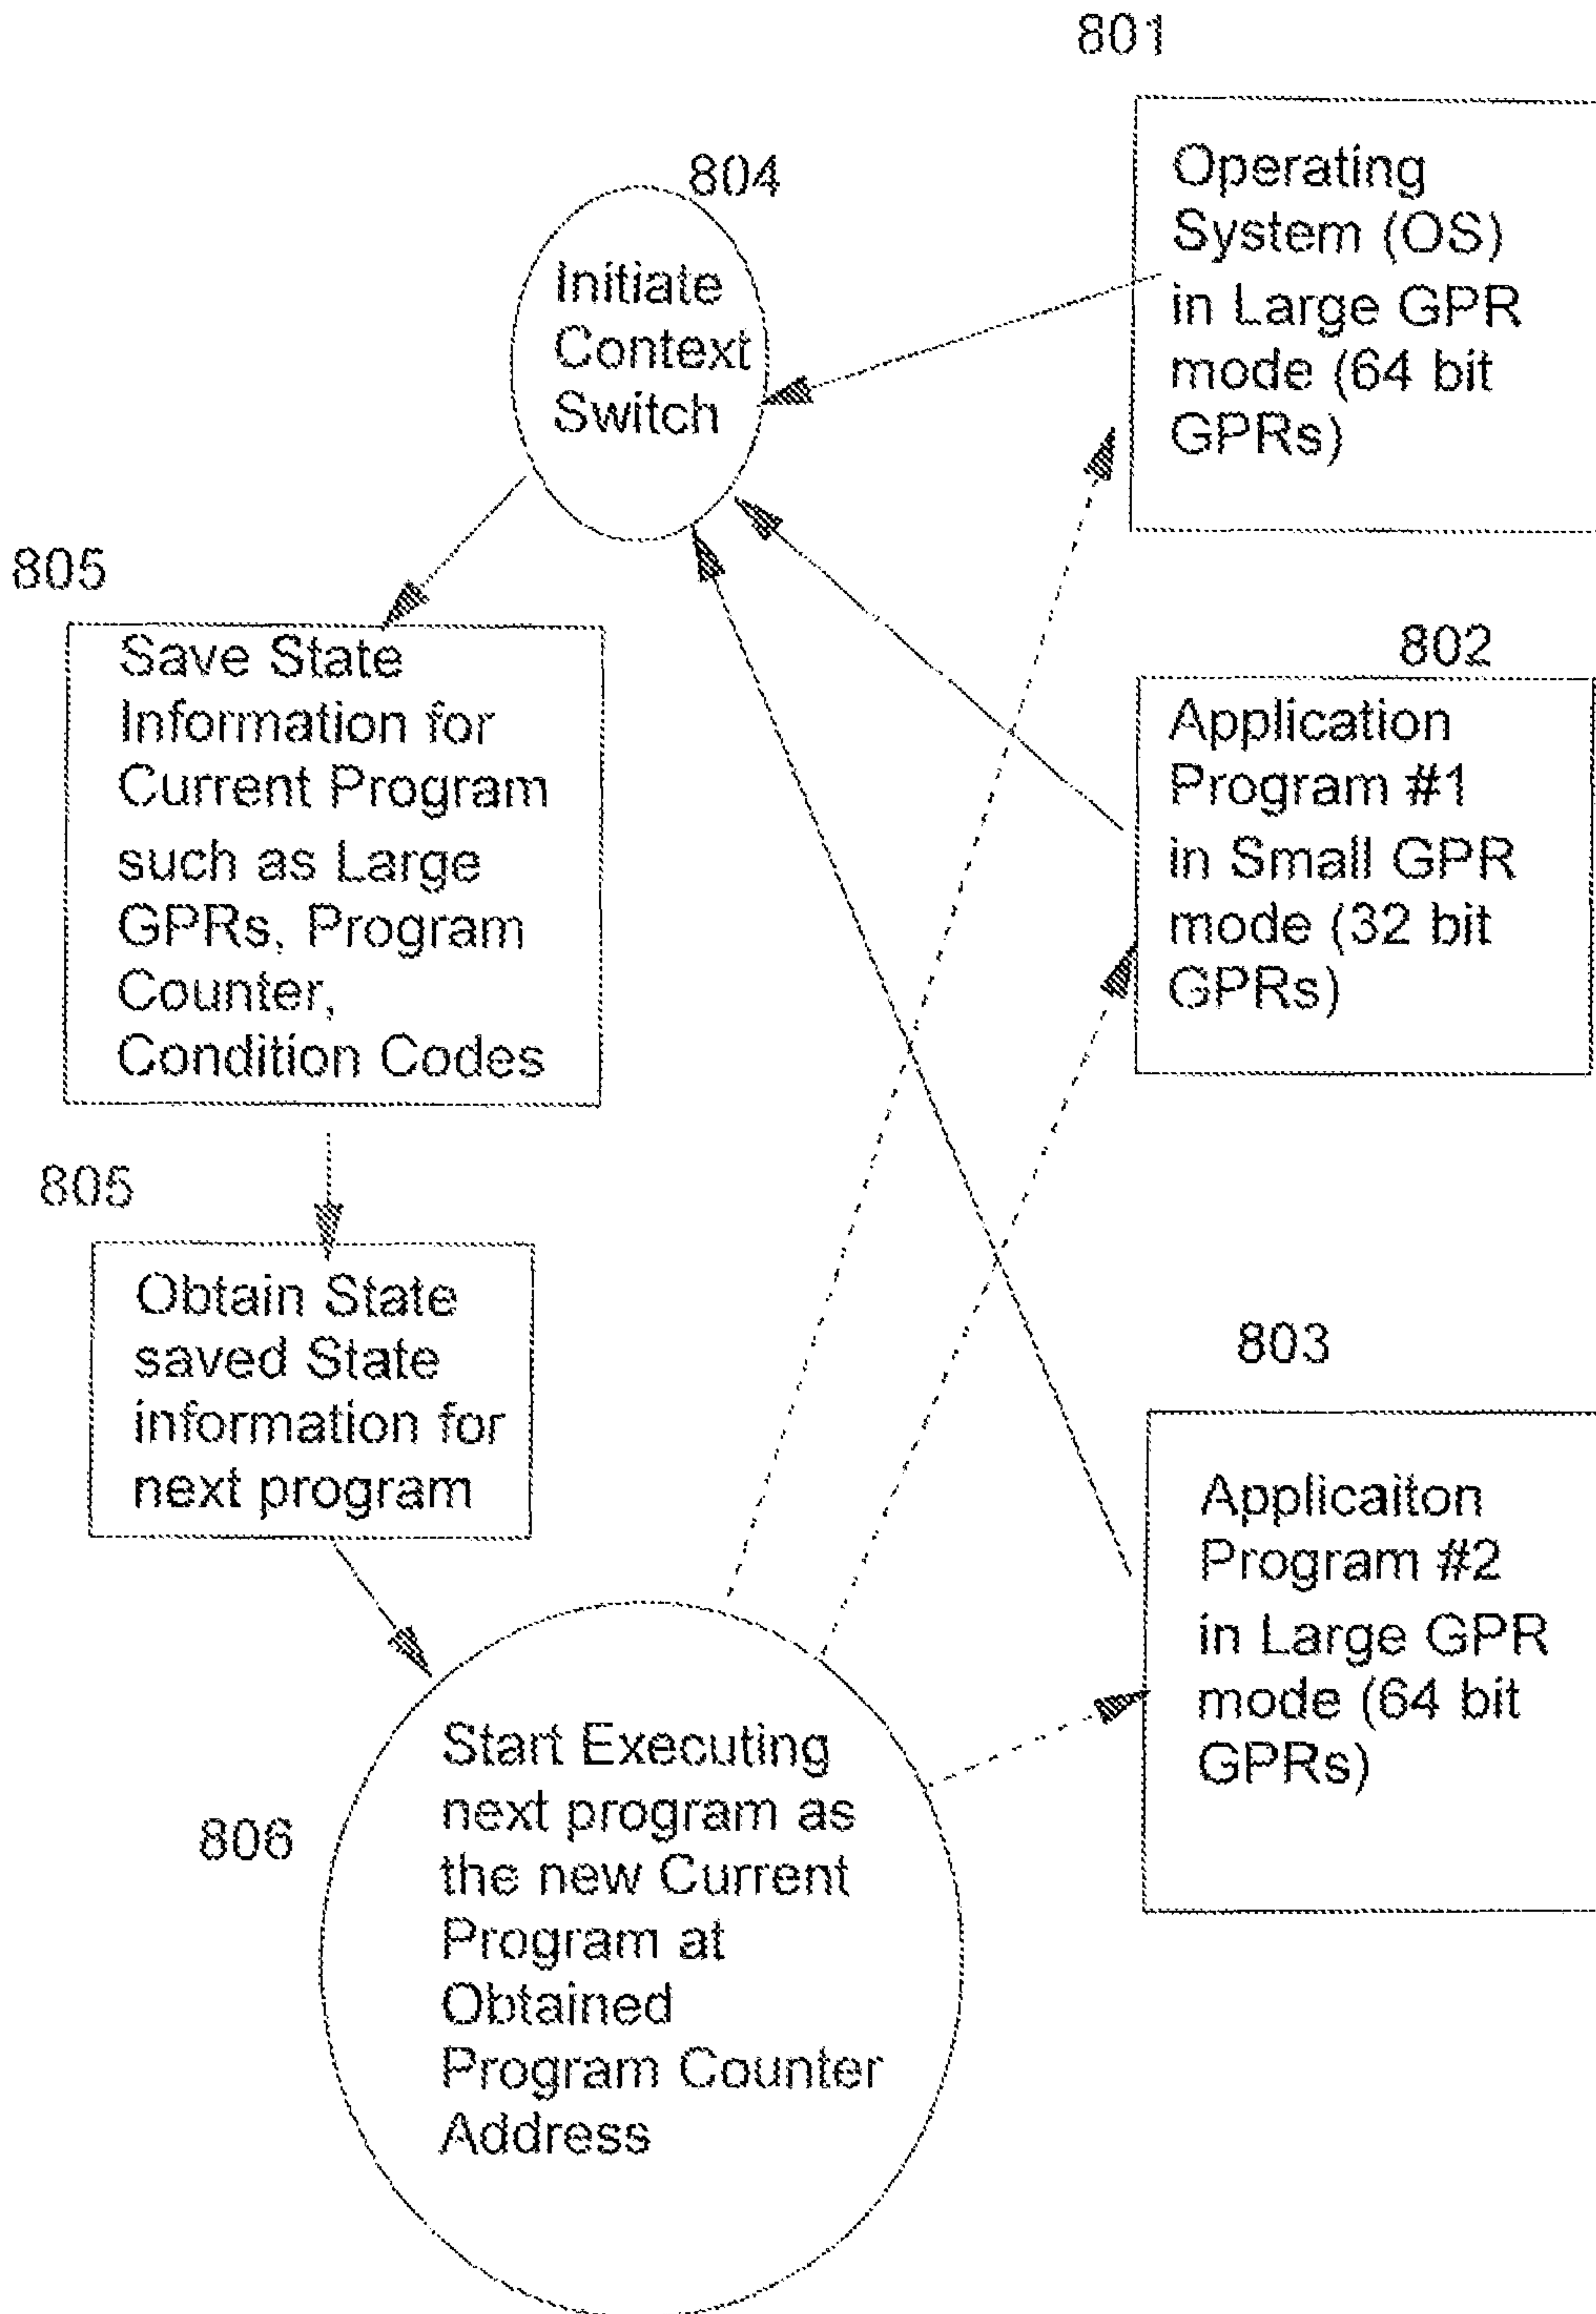 801
Operating
System (OS)
in Large GPR
mode (64 bit
GPRs)
804
Initiate
Context
Switch
805
Save State
Information for
Current Program
such as Large
GPRs, Program
Counter,
Condition Codes
802
Application
Program #1
in Small GPR
mode (32 bit
GPRs)
805
Obtain State
saved State
information for
next program
803
Applicaiton
Program #2
in Large GPR
mode (64 bit
GPRs)
806
Start Executing
next program as
the new Current
Program at
Obtained
Program Counter
Address